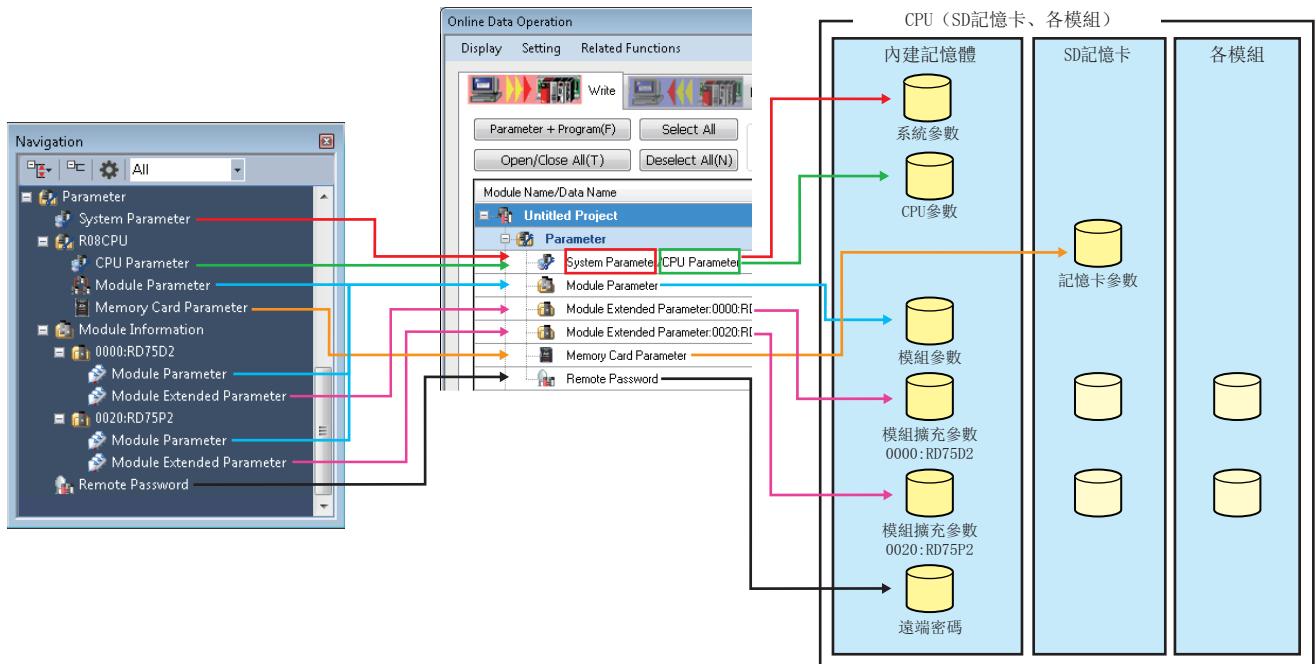 Navigation
All
Parameter
System Parameter
R08CPU
CPU Parameter
Module Parameter
Memory Card Parameter
Module Information
0000:RD75D2
Module Parameter
Module Extended Parameter
0020:RD75P2
Module Parameter
Module Extended Parameter
Remote Password
Online Data Operation
Display Setting Related Functions
Write
Parameter + Program(F) Select All
Open/Close All(T) Deselect All(N)
Module Name/Data Name
Untitled Project
Parameter
System Parameter/CPU Parameter
Module Parameter
Module Extended Parameter:0000:RD
Module Extended Parameter:0020:RD
Memory Card Parameter
Remote Password
CPU（SD記憶卡、各模組）
內建記憶體 SD記憶卡 各模組
系統參數
CPU參數
記憶卡參數
模組參數
模組擴充參數
0000:RD75D2
模組擴充參數
0020:RD75P2
遠端密碼